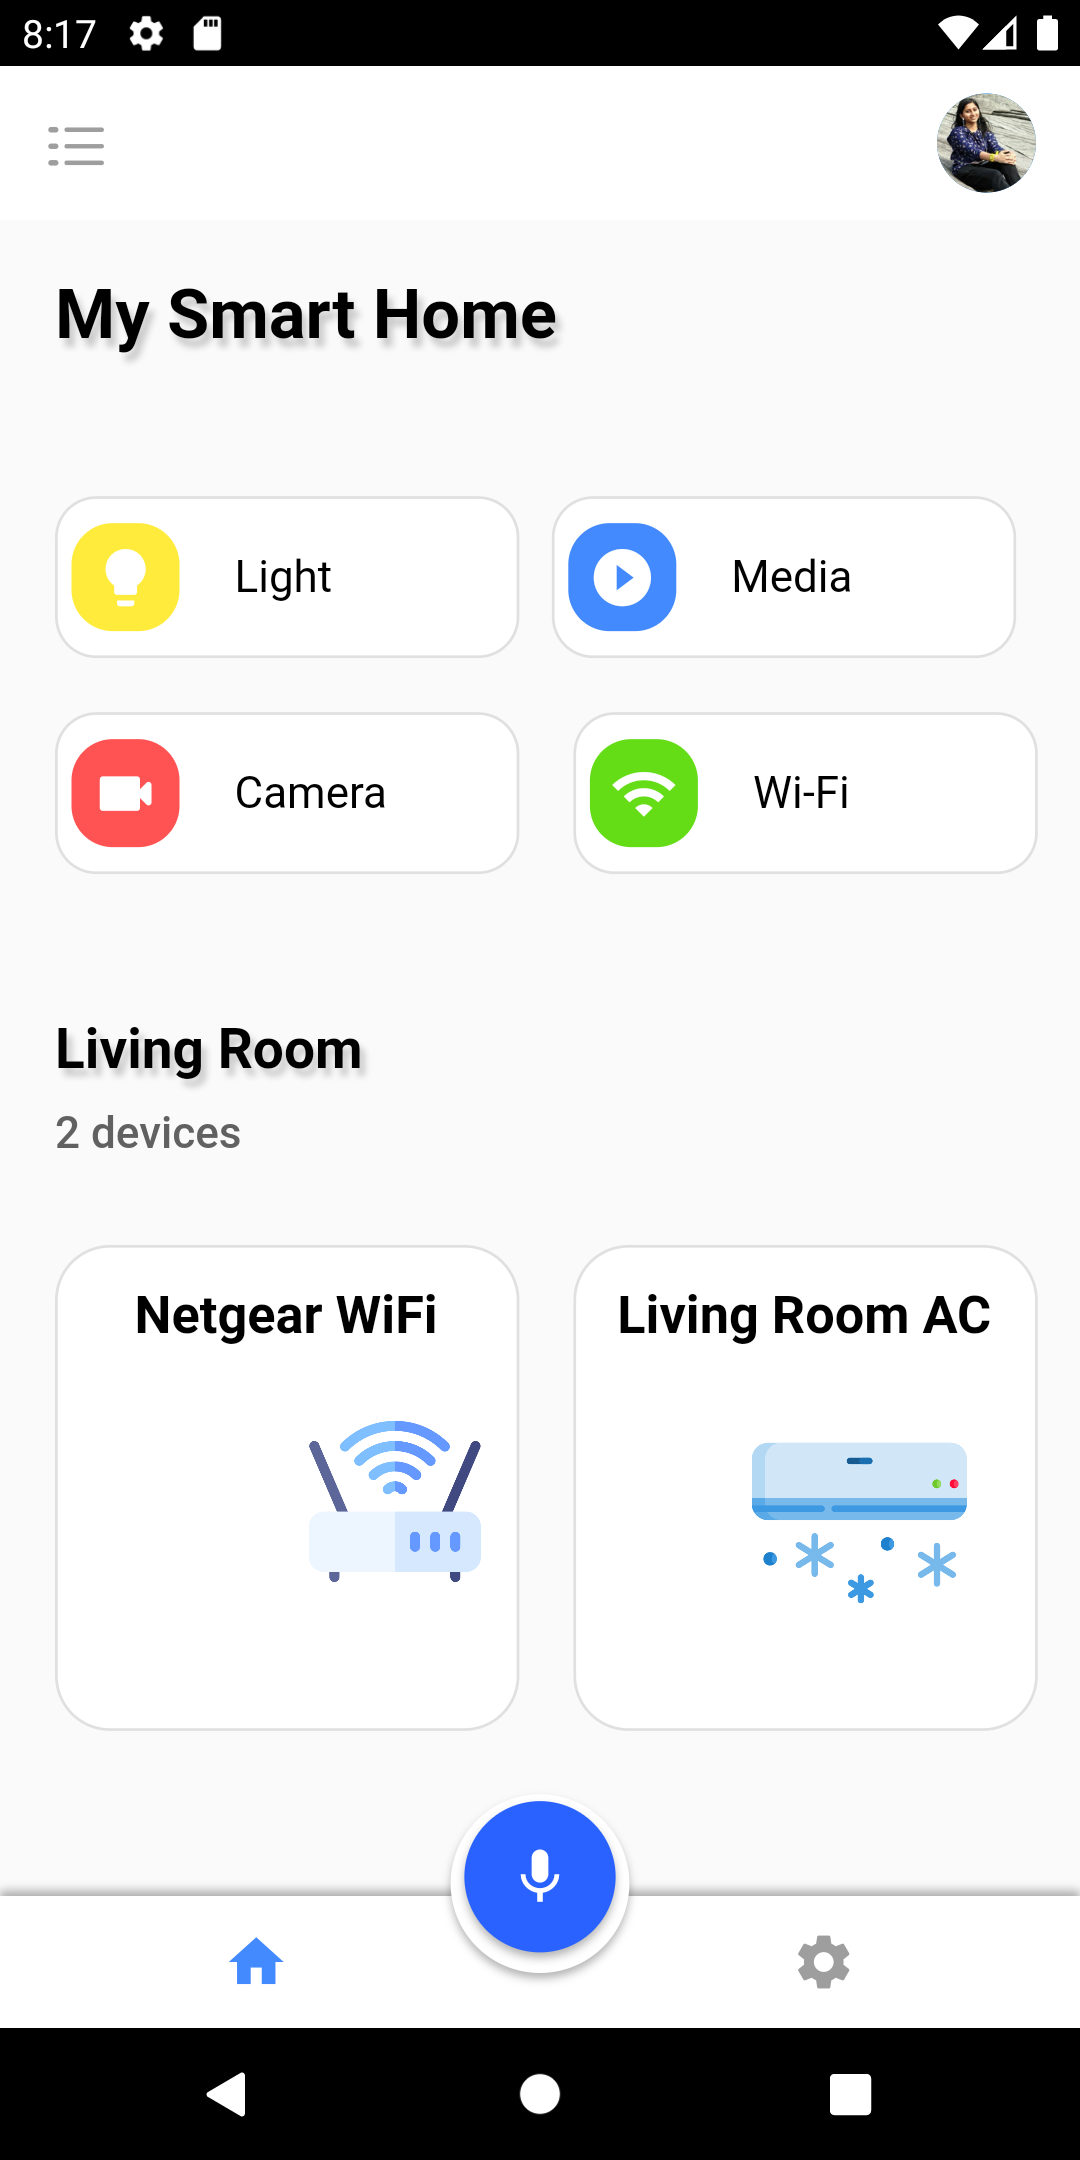 8:17
My Smart Home
Light
Media
Camera
Wi-Fi
Living Room
2 devices
Netgear WiFi
Living Room AC